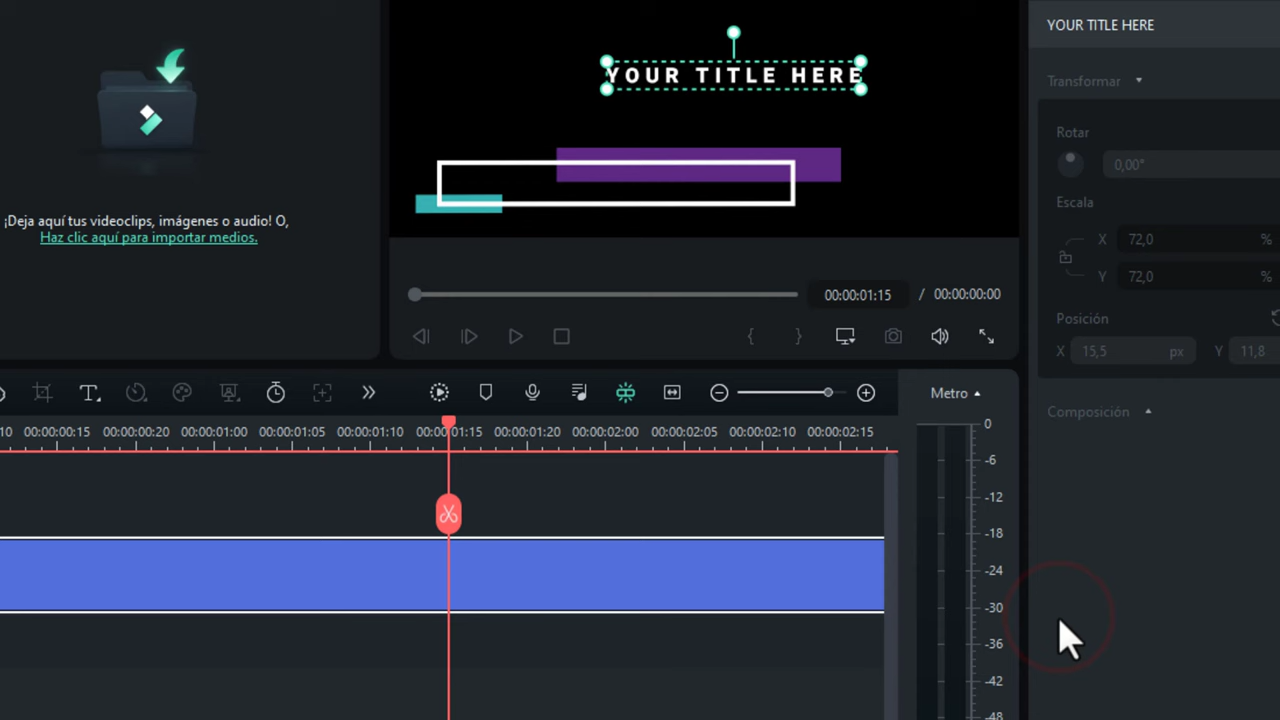 YOUR TITLE HERE
YOUR TITLE HERE
Transformar
Rotar
0,00°
Escala
X 72,0 %
Y 72,0 %
Posición
X 15,5 px Y 11,8
Composición
¡Deja aquí tus videoclips, imágenes o audio! O,
Haz clic aquí para importar medios.
00:00:01:15 / 00:00:00:00
{ }
Metro
:10 00:00:00:15 00:00:00:20 00:00:01:00 00:00:01:05 00:00:01:10 00:00:01:15 00:00:01:20 00:00:02:00 00:00:02:05 00:00:02:10 00:00:02:15
0
-6
-12
-18
-24
-30
-36
-42
-48